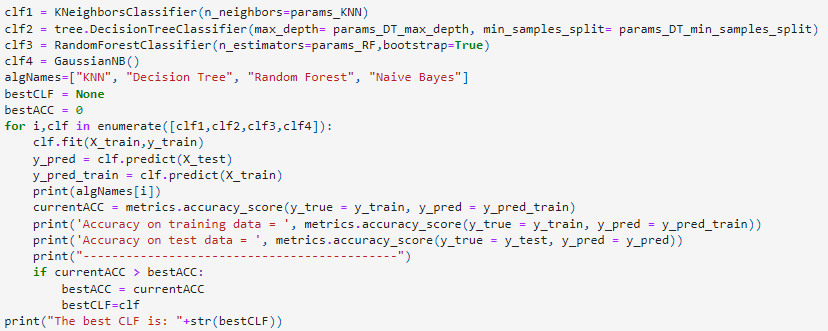 clf1 = KNeighborsClassifier(n_neighbors=params_KNN)
clf2 = tree.DecisionTreeClassifier(max_depth= params_DT_max_depth, min_samples_split= params_DT_min_samples_split)
clf3 = RandomForestClassifier(n_estimators=params_RF,bootstrap=True)
clf4 = GaussianNB()
algNames=["KNN", "Decision Tree", "Random Forest", "Naive Bayes"]
bestCLF = None
bestACC = 0
for i,clf in enumerate([clf1,clf2,clf3,clf4]):
    clf.fit(X_train,y_train)
    y_pred = clf.predict(X_test)
    y_pred_train = clf.predict(X_train)
    print(algNames[i])
    currentACC = metrics.accuracy_score(y_true = y_train, y_pred = y_pred_train)
    print('Accuracy on training data = ', metrics.accuracy_score(y_true = y_train, y_pred = y_pred_train))
    print('Accuracy on test data = ', metrics.accuracy_score(y_true = y_test, y_pred = y_pred))
    print("--------------------------------------------")
    if currentACC > bestACC:
        bestACC = currentACC
        bestCLF=clf
print("The best CLF is: "+str(bestCLF))